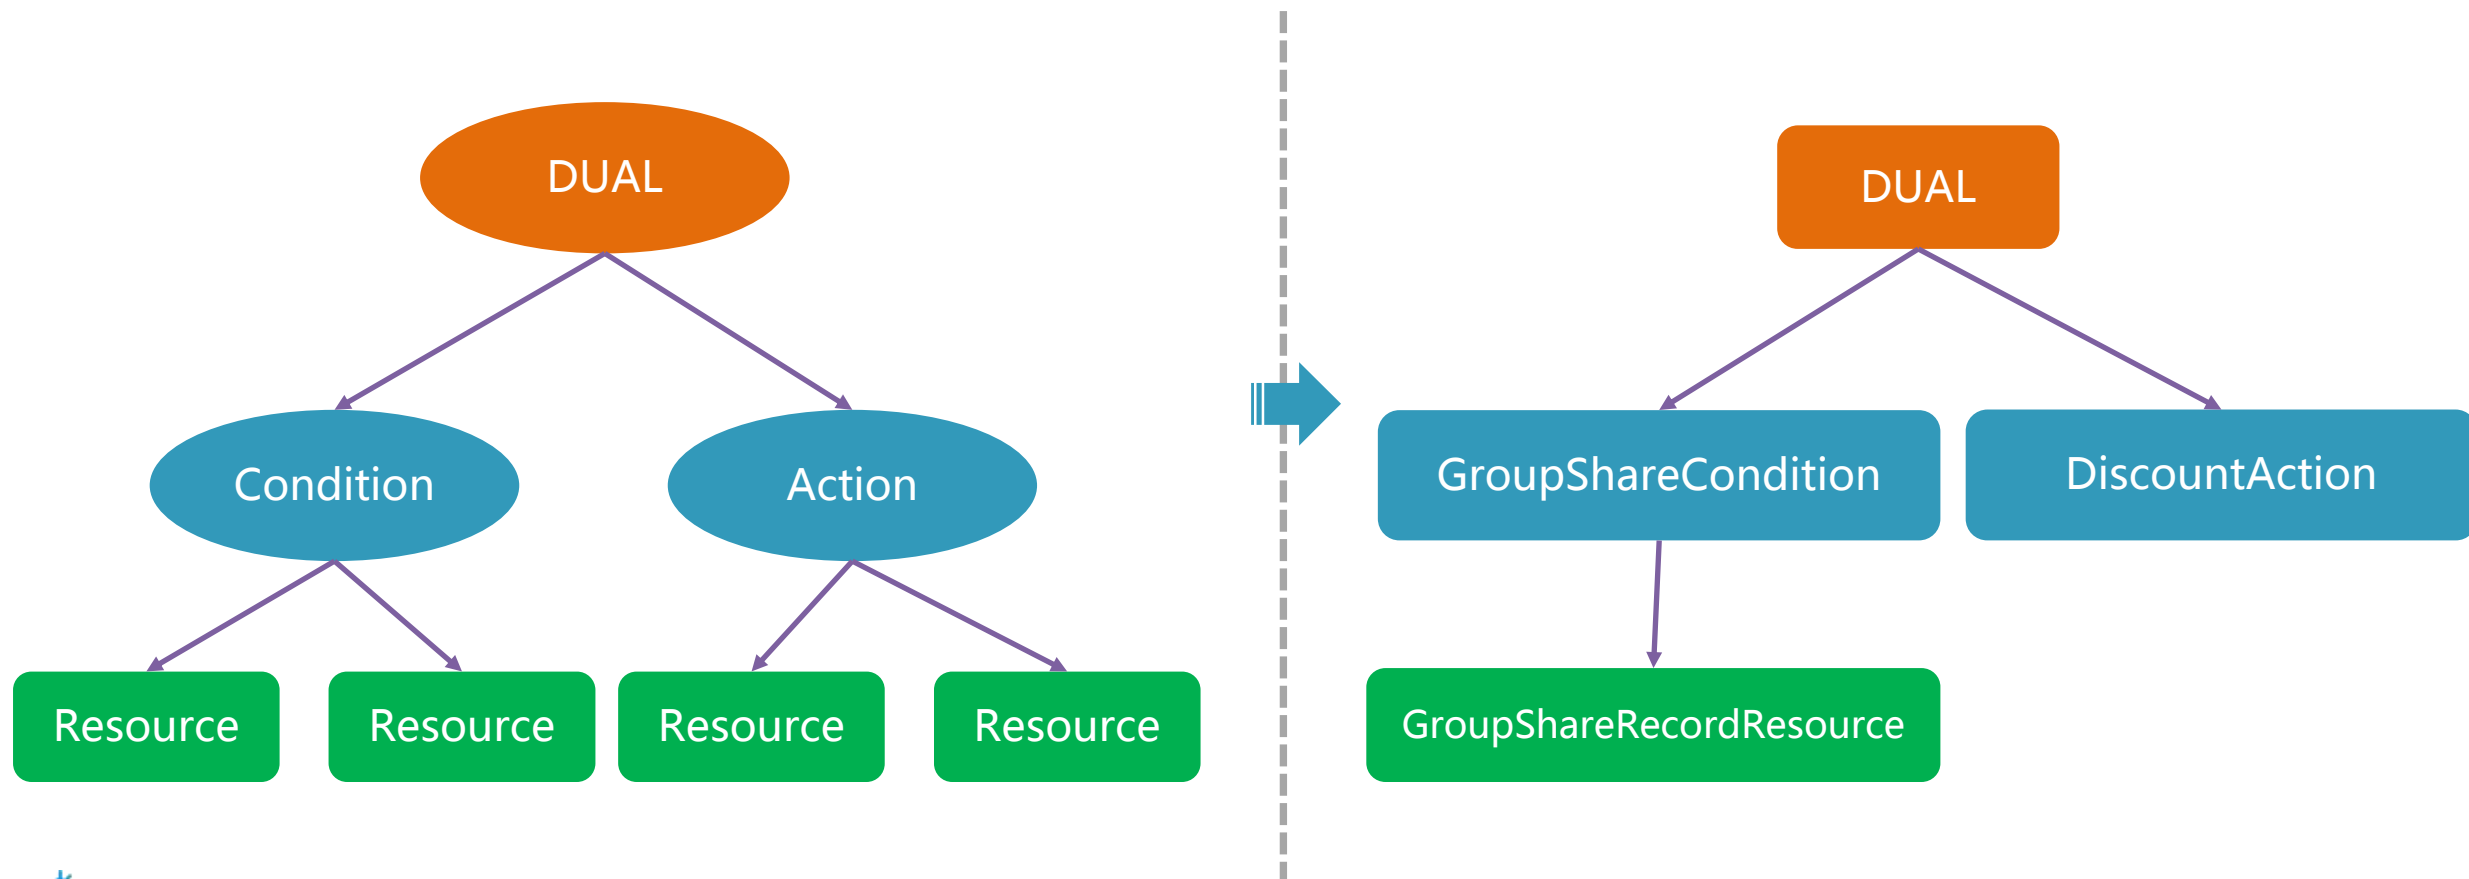 DUAL
Condition
Action
Resource
Resource
Resource
Resource
DUAL
GroupShareCondition
DiscountAction
GroupShareRecordResource